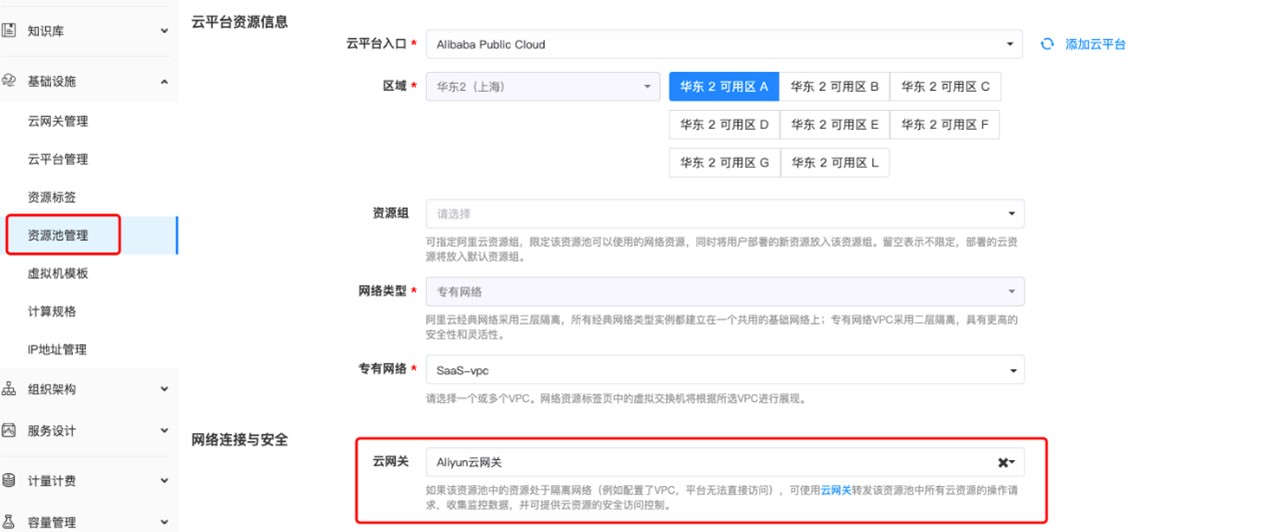 知识库
基础设施
云网关管理
云平台管理
资源标签
资源池管理
虚拟机模板
计算规格
IP地址管理
组织架构
服务设计
计量计费
容量管理
云平台资源信息
云平台入口 *
Alibaba Public Cloud
添加云平台
区域 *
华东2（上海）
华东 2 可用区 A
华东 2 可用区 B
华东 2 可用区 C
华东 2 可用区 D
华东 2 可用区 E
华东 2 可用区 F
华东 2 可用区 G
华东 2 可用区 L
资源组
请选择
可指定阿里云资源组，限定该资源池可以使用的网络资源，同时将用户部署的新资源放入该资源组。留空表示不限定，部署的云资
源将放入默认资源组。
网络类型 *
专有网络
阿里云经典网络采用三层隔离，所有经典网络类型实例都建立在一个共用的基础网络上；专有网络VPC采用二层隔离，具有更高的
安全性和灵活性。
专有网络 *
SaaS-vpc
请选择一个或多个VPC。网络资源标签页中的虚拟交换机将根据所选VPC进行展现。
网络连接与安全
云网关
Aliyun云网关
如果该资源池中的资源处于隔离网络（例如配置了VPC，平台无法直接访问），可使用云网关转发该资源池中所有云资源的操作请
求，收集监控数据，并可提供云资源的安全访问控制。